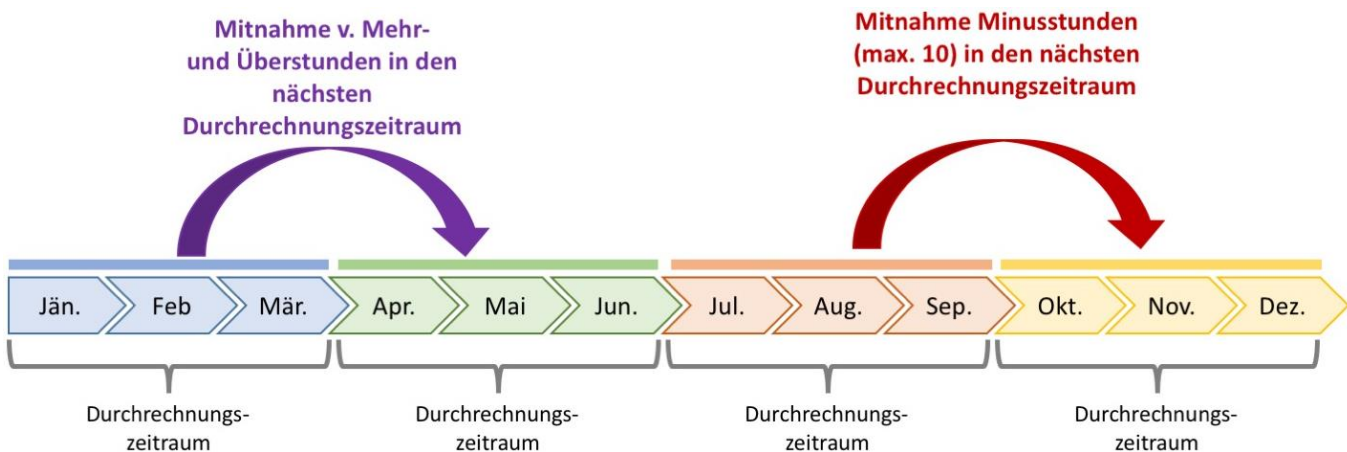 Mitnahme v. Mehr-
und Überstunden in den
nächsten
Durchrechnungszeitraum
Mitnahme Minusstunden
(max. 10) in den nächsten
Durchrechnungszeitraum
Jän.
Feb
Mär.
Apr.
Mai
Jun.
Jul.
Aug.
Sep.
Okt.
Nov.
Dez.
Durchrechnungs-
zeitraum
Durchrechnungs-
zeitraum
Durchrechnungs-
zeitraum
Durchrechnungs-
zeitraum